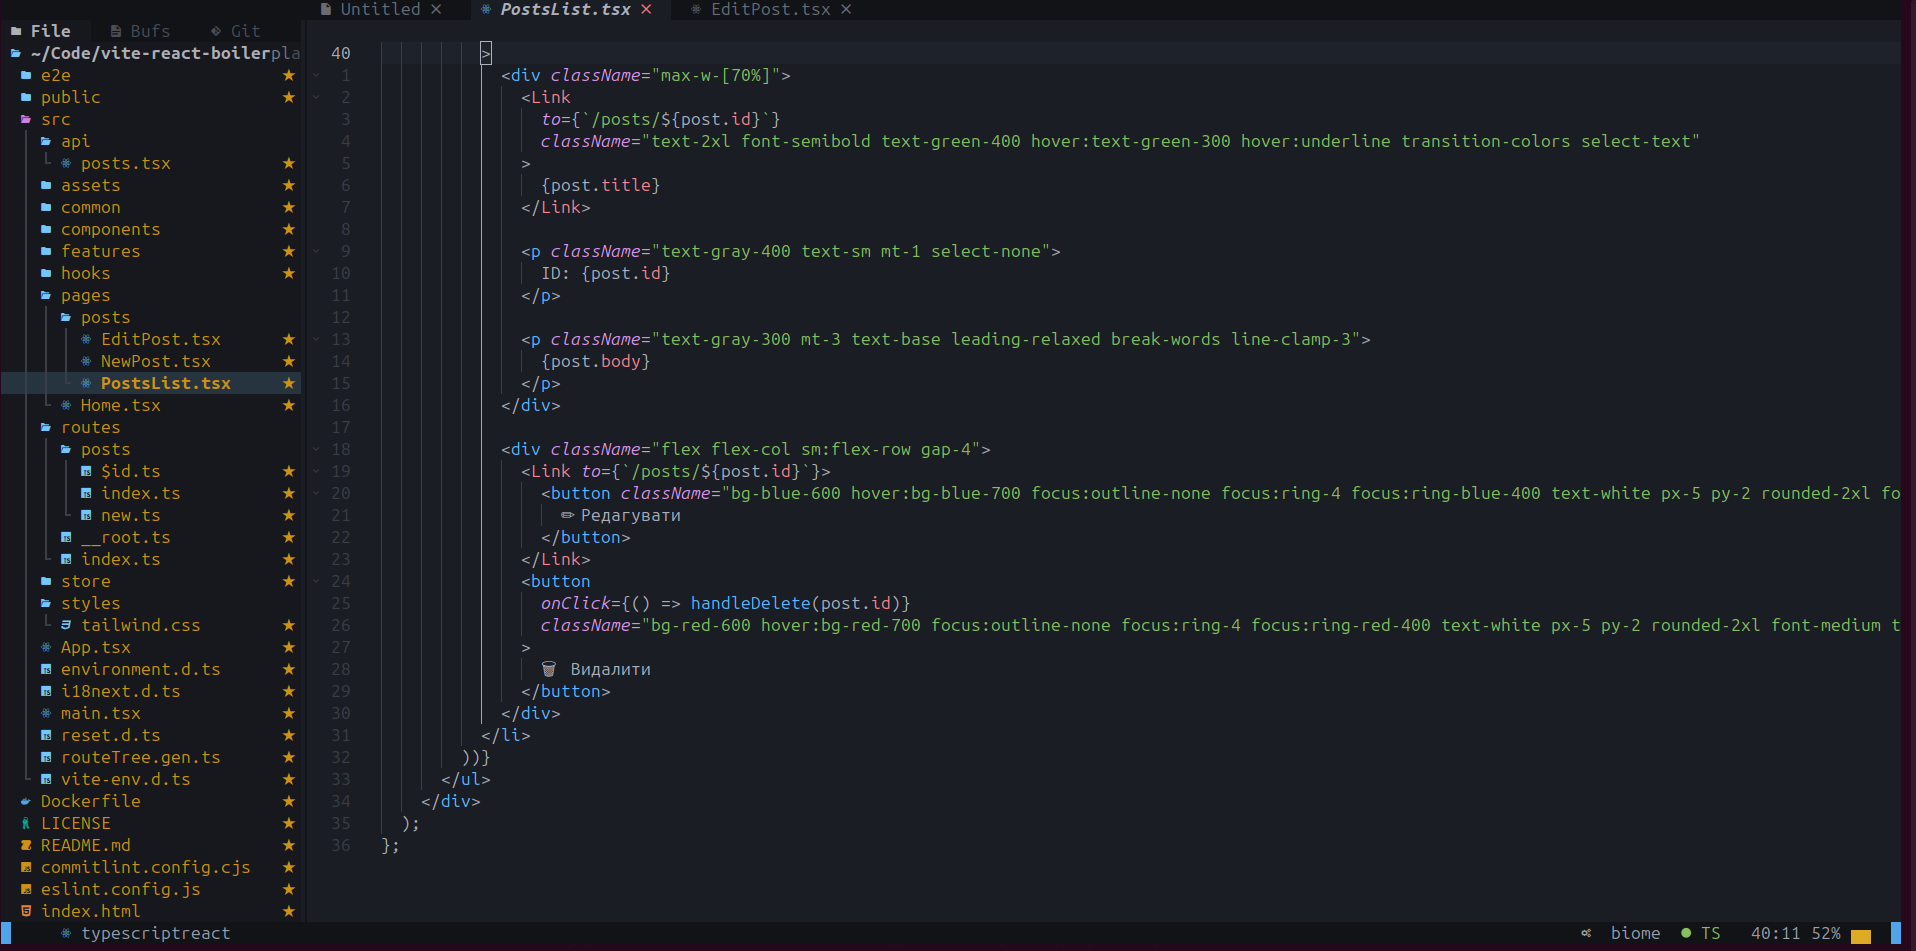 Untitled PostsList.tsx EditPost.tsx
File Bufs Git
~/Code/vite-react-boilerpla
e2e
public
src
api
posts.tsx
assets
common
components
features
hooks
pages
posts
EditPost.tsx
NewPost.tsx
PostsList.tsx
Home.tsx
routes
posts
$id.ts
index.ts
new.ts
__root.ts
index.ts
store
styles
tailwind.css
App.tsx
environment.d.ts
i18next.d.ts
main.tsx
reset.d.ts
routeTree.gen.ts
vite-env.d.ts
Dockerfile
LICENSE
README.md
commitlint.config.cjs
eslint.config.js
index.html
40 >
1 <div className="max-w-[70%]">
2 <Link
3 to={`/posts/${post.id}`}
4 className="text-2xl font-semibold text-green-400 hover:text-green-300 hover:underline transition-colors select-text"
5 >
6 {post.title}
7 </Link>
8
9 <p className="text-gray-400 text-sm mt-1 select-none">
10 ID: {post.id}
11 </p>
12
13 <p className="text-gray-300 mt-3 text-base leading-relaxed break-words line-clamp-3">
14 {post.body}
15 </p>
16 </div>
17
18 <div className="flex flex-col sm:flex-row gap-4">
19 <Link to={`/posts/${post.id}`}>
20 <button className="bg-blue-600 hover:bg-blue-700 focus:outline-none focus:ring-4 focus:ring-blue-400 text-white px-5 py-2 rounded-2xl fo
21 ✏ Редагувати
22 </button>
23 </Link>
24 <button
25 onClick={() => handleDelete(post.id)}
26 className="bg-red-600 hover:bg-red-700 focus:outline-none focus:ring-4 focus:ring-red-400 text-white px-5 py-2 rounded-2xl font-medium t
27 >
28 🗑 Видалити
29 </button>
30 </div>
31 </li>
32 ))}
33 </ul>
34 </div>
35 );
36 };
typescriptreact biome TS 40:11 52%